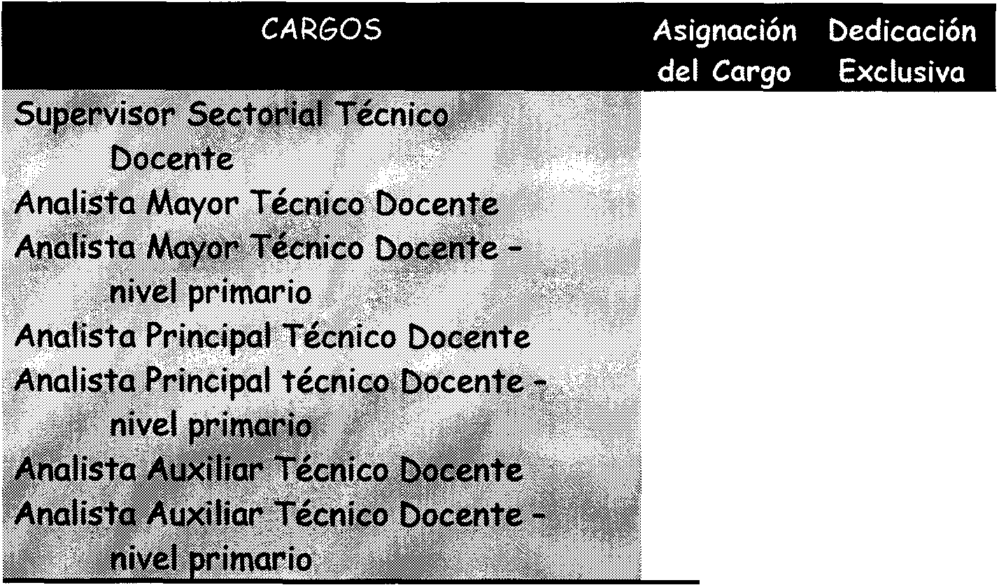 CARGOS Asignación Dedicación
del Cargo Exclusiva
Supervisor Sectorial Técnico
Docente
Analista Mayor Técnico Docente
Analista Mayor Técnico Docente –
nivel primario
Analista Principal Técnico Docente
Analista Principal técnico Docente –
nivel primario
Analista Auxiliar Técnico Docente
Analista Auxiliar Técnico Docente –
nivel primario